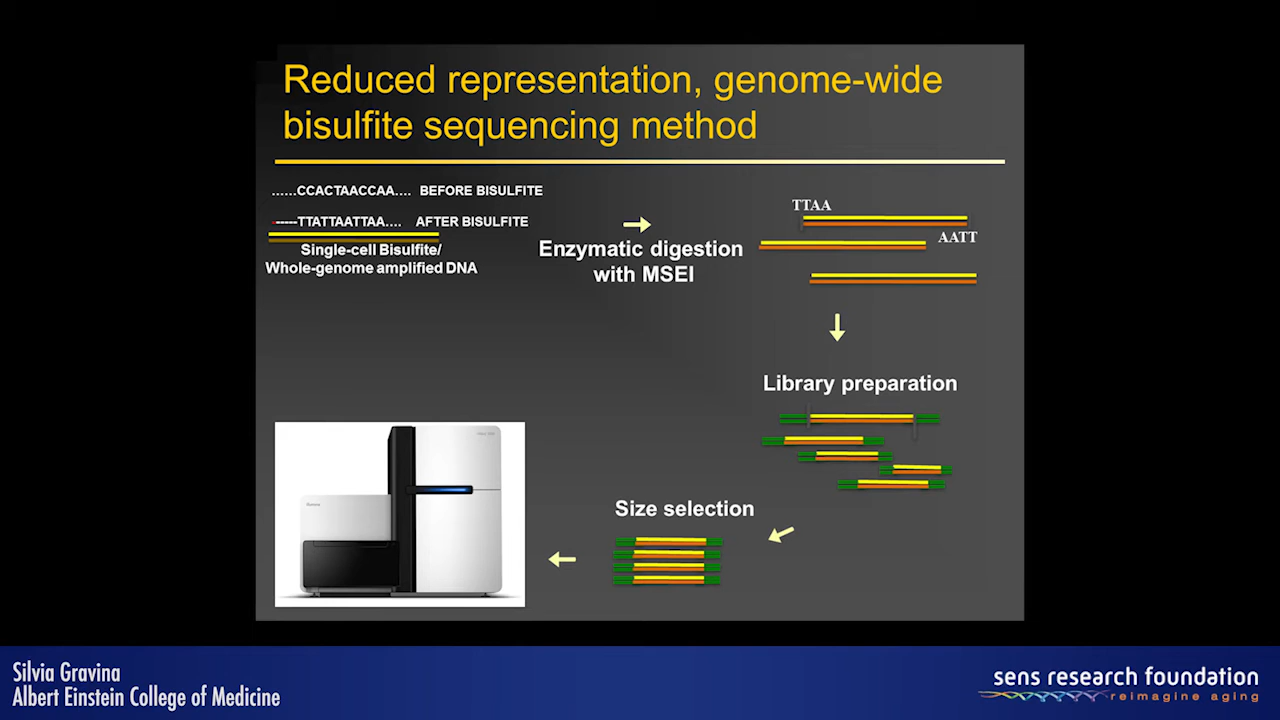 Reduced representation, genome-wide
bisulfite sequencing method
......CCACTAACCAA.... BEFORE BISULFITE
------TTATTAATTAA.... AFTER BISULFITE
Single-cell Bisulfite/
Whole-genome amplified DNA
Enzymatic digestion
with MSEI
TTAA
AATT
Library preparation
Size selection
Silvia Gravina
Albert Einstein College of Medicine
sens research foundation
reimagine aging